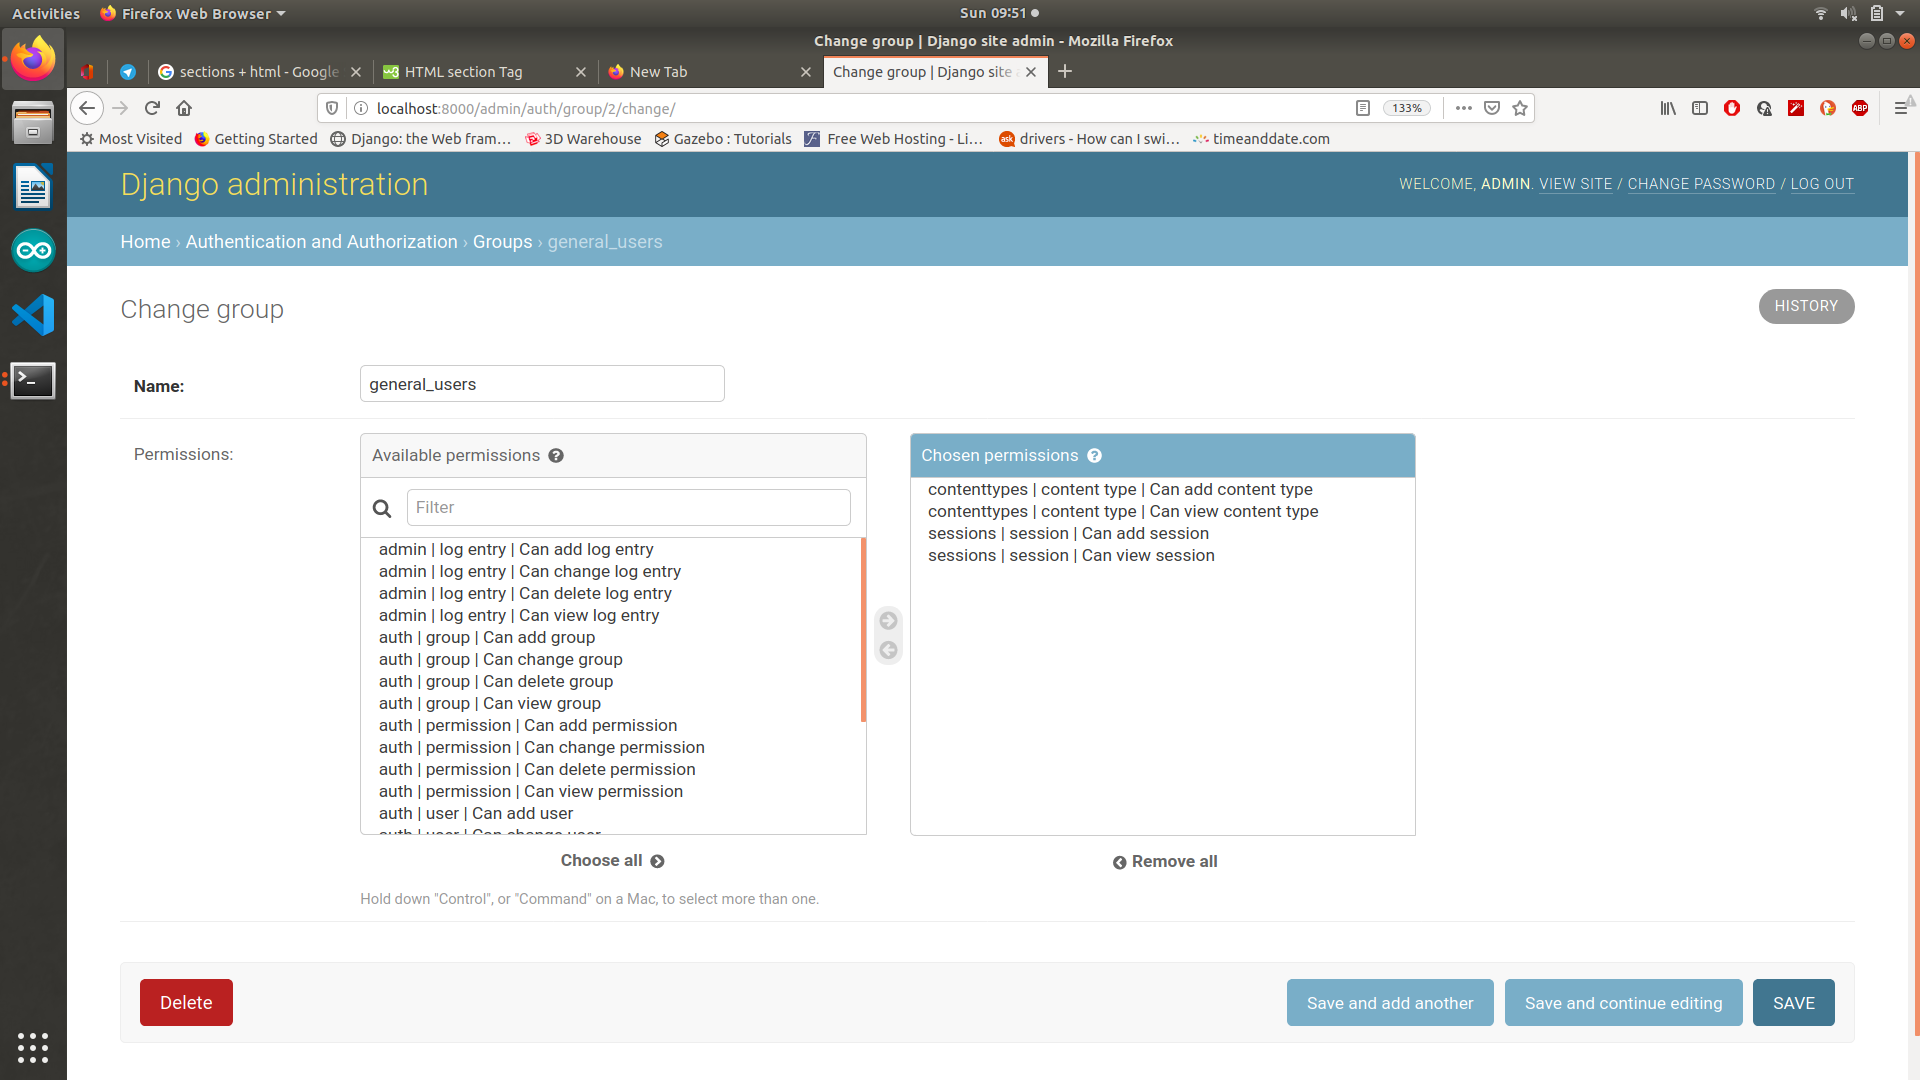 Activities
Firefox Web Browser
Sun 09:51
Change group | Django site admin - Mozilla Firefox
sections + html - Google
HTML section Tag
New Tab
Change group | Django site
localhost:8000/admin/auth/group/2/change/
133%
ABP
Most Visited
Getting Started
Django: the Web fram…
3D Warehouse
Gazebo : Tutorials
Free Web Hosting - Li…
ask
drivers - How can I swi…
timeanddate.com
Django administration
WELCOME, ADMIN. VIEW SITE / CHANGE PASSWORD / LOG OUT
Home › Authentication and Authorization › Groups › general_users
Change group
HISTORY
Name:
general_users
Permissions:
Available permissions ?
Filter
admin | log entry | Can add log entry
admin | log entry | Can change log entry
admin | log entry | Can delete log entry
admin | log entry | Can view log entry
auth | group | Can add group
auth | group | Can change group
auth | group | Can delete group
auth | group | Can view group
auth | permission | Can add permission
auth | permission | Can change permission
auth | permission | Can delete permission
auth | permission | Can view permission
auth | user | Can add user
auth | user | Can change user
Choose all
Hold down "Control", or "Command" on a Mac, to select more than one.
Chosen permissions ?
contenttypes | content type | Can add content type
contenttypes | content type | Can view content type
sessions | session | Can add session
sessions | session | Can view session
Remove all
Delete
Save and add another
Save and continue editing
SAVE